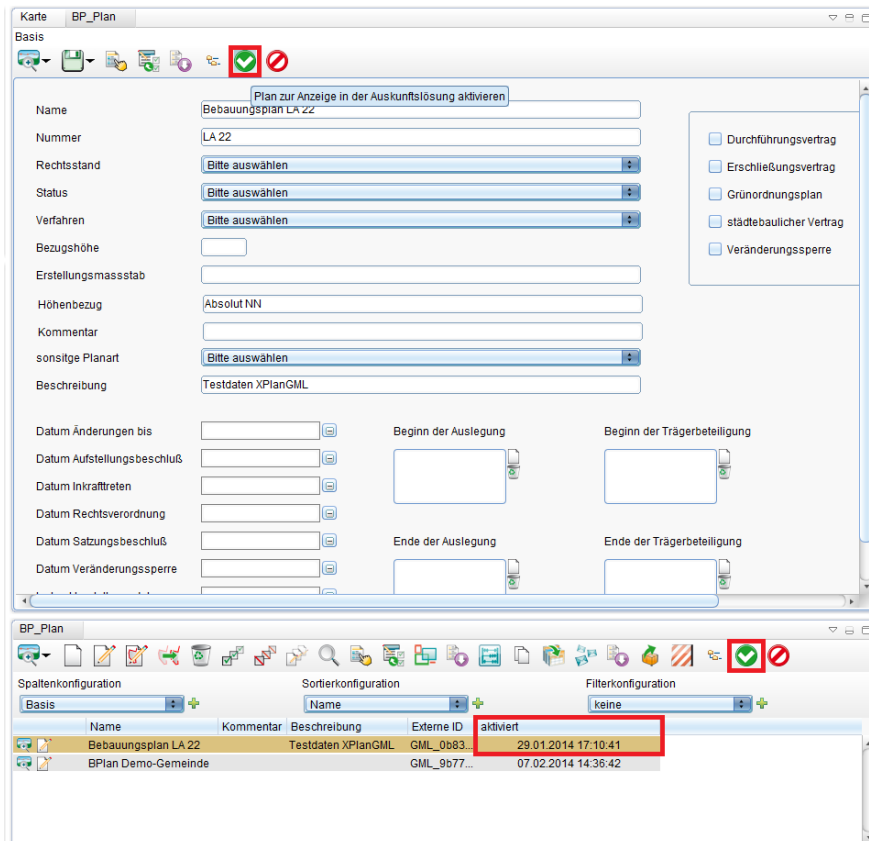 Karte BP_Plan
Basis
Plan zur Anzeige in der Auskunftslösung aktivieren
Name Bebauungsplan LA 22
Nummer LA 22
Durchführungsvertrag
Rechtsstand Bitte auswählen
Erschließungsvertrag
Status Bitte auswählen
Grünordnungsplan
Verfahren Bitte auswählen
städtebaulicher Vertrag
Bezugshöhe
Veränderungssperre
Erstellungsmassstab
Höhenbezug Absolut NN
Kommentar
sonsitge Planart Bitte auswählen
Beschreibung Testdaten XPlanGML
Datum Änderungen bis Beginn der Auslegung Beginn der Trägerbeteiligung
Datum Aufstellungsbeschluß
Datum Inkrafttreten
Datum Rechtsverordnung
Datum Satzungsbeschluß Ende der Auslegung Ende der Trägerbeteiligung
Datum Veränderungssperre
BP_Plan
Spaltenkonfiguration Sortierkonfiguration Filterkonfiguration
Basis Name keine
Name Kommentar Beschreibung Externe ID aktiviert
Bebauungsplan LA 22 Testdaten XPlanGML GML_0b83... 29.01.2014 17:10:41
BPlan Demo-Gemeinde GML_9b77... 07.02.2014 14:36:42